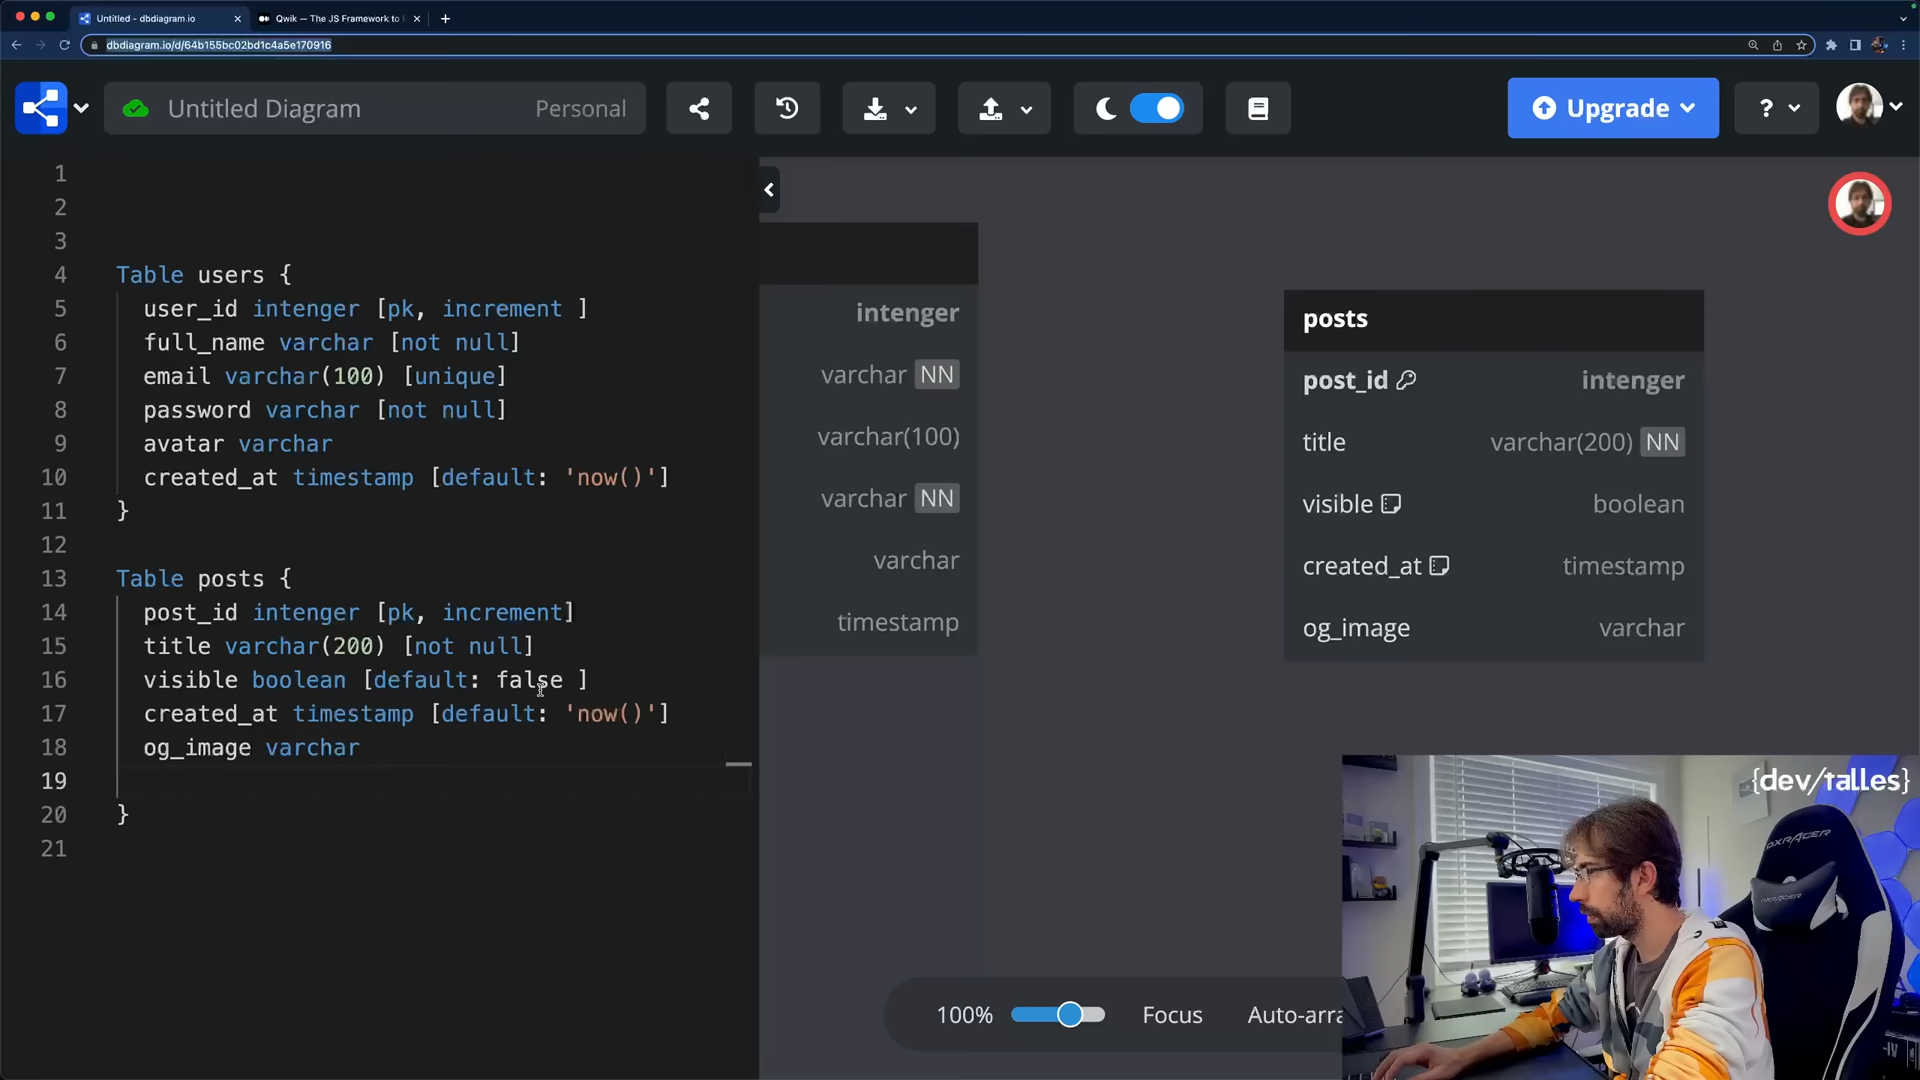 Untitled - dbdiagram.io
Qwik — The JS Framework to
dbdiagram.io/d/64b155bc02bd1c4a5e170916
Untitled Diagram
Personal
Upgrade
?
1
2
3
4 Table users {
5 user_id intenger [pk, increment ]
6 full_name varchar [not null]
7 email varchar(100) [unique]
8 password varchar [not null]
9 avatar varchar
10 created_at timestamp [default: 'now()']
11 }
12
13 Table posts {
14 post_id intenger [pk, increment]
15 title varchar(200) [not null]
16 visible boolean [default: false ]
17 created_at timestamp [default: 'now()']
18 og_image varchar
19
20 }
21
intenger
varchar NN
varchar(100)
varchar NN
varchar
timestamp
posts
post_id intenger
title varchar(200) NN
visible boolean
created_at timestamp
og_image varchar
100%
Focus
Auto-arra
{dev/talles}
DXRACER